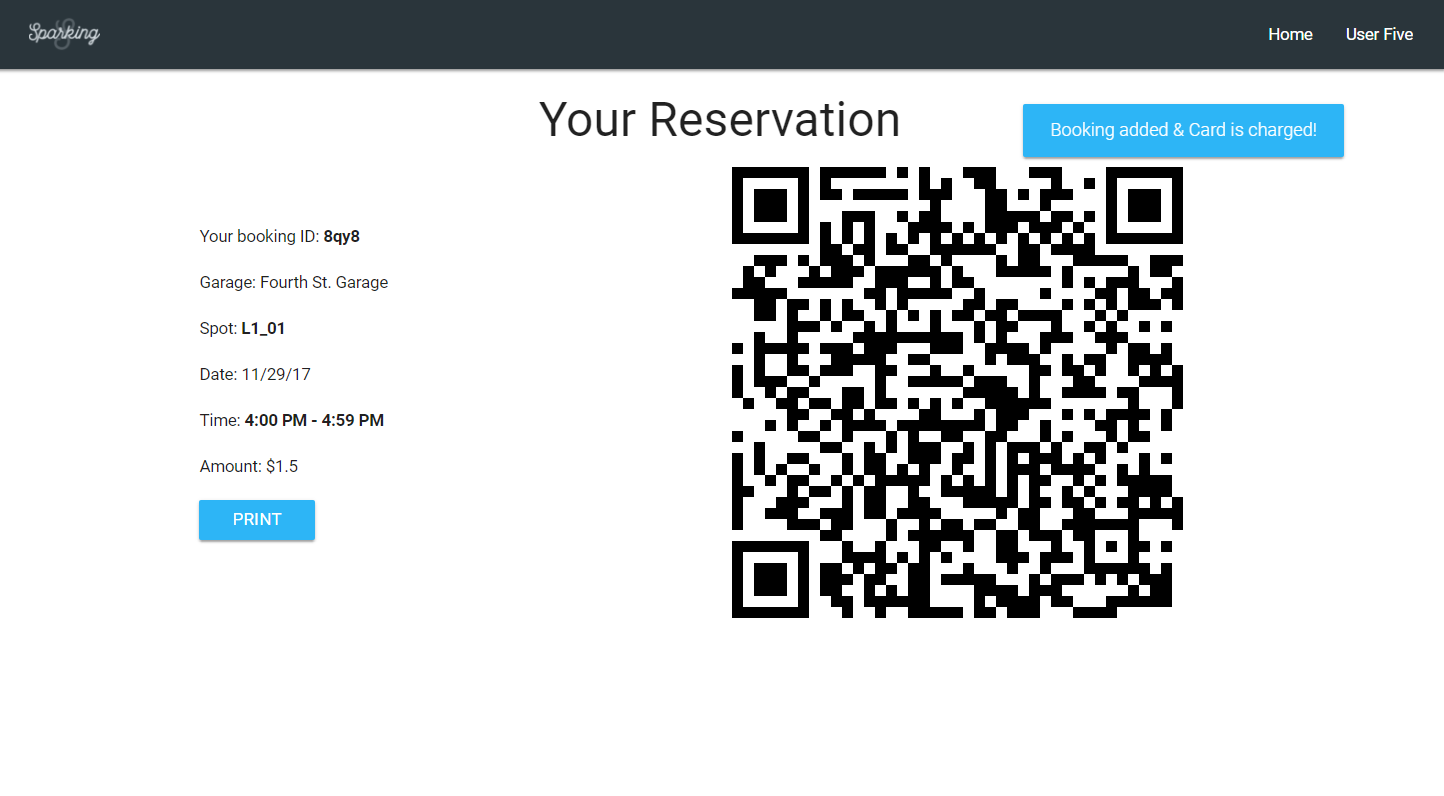 Sparking
Home
User Five
Your Reservation
Booking added & Card is charged!
Your booking ID: 8qy8
Garage: Fourth St. Garage
Spot: L1_01
Date: 11/29/17
Time: 4:00 PM - 4:59 PM
Amount: $1.5
PRINT